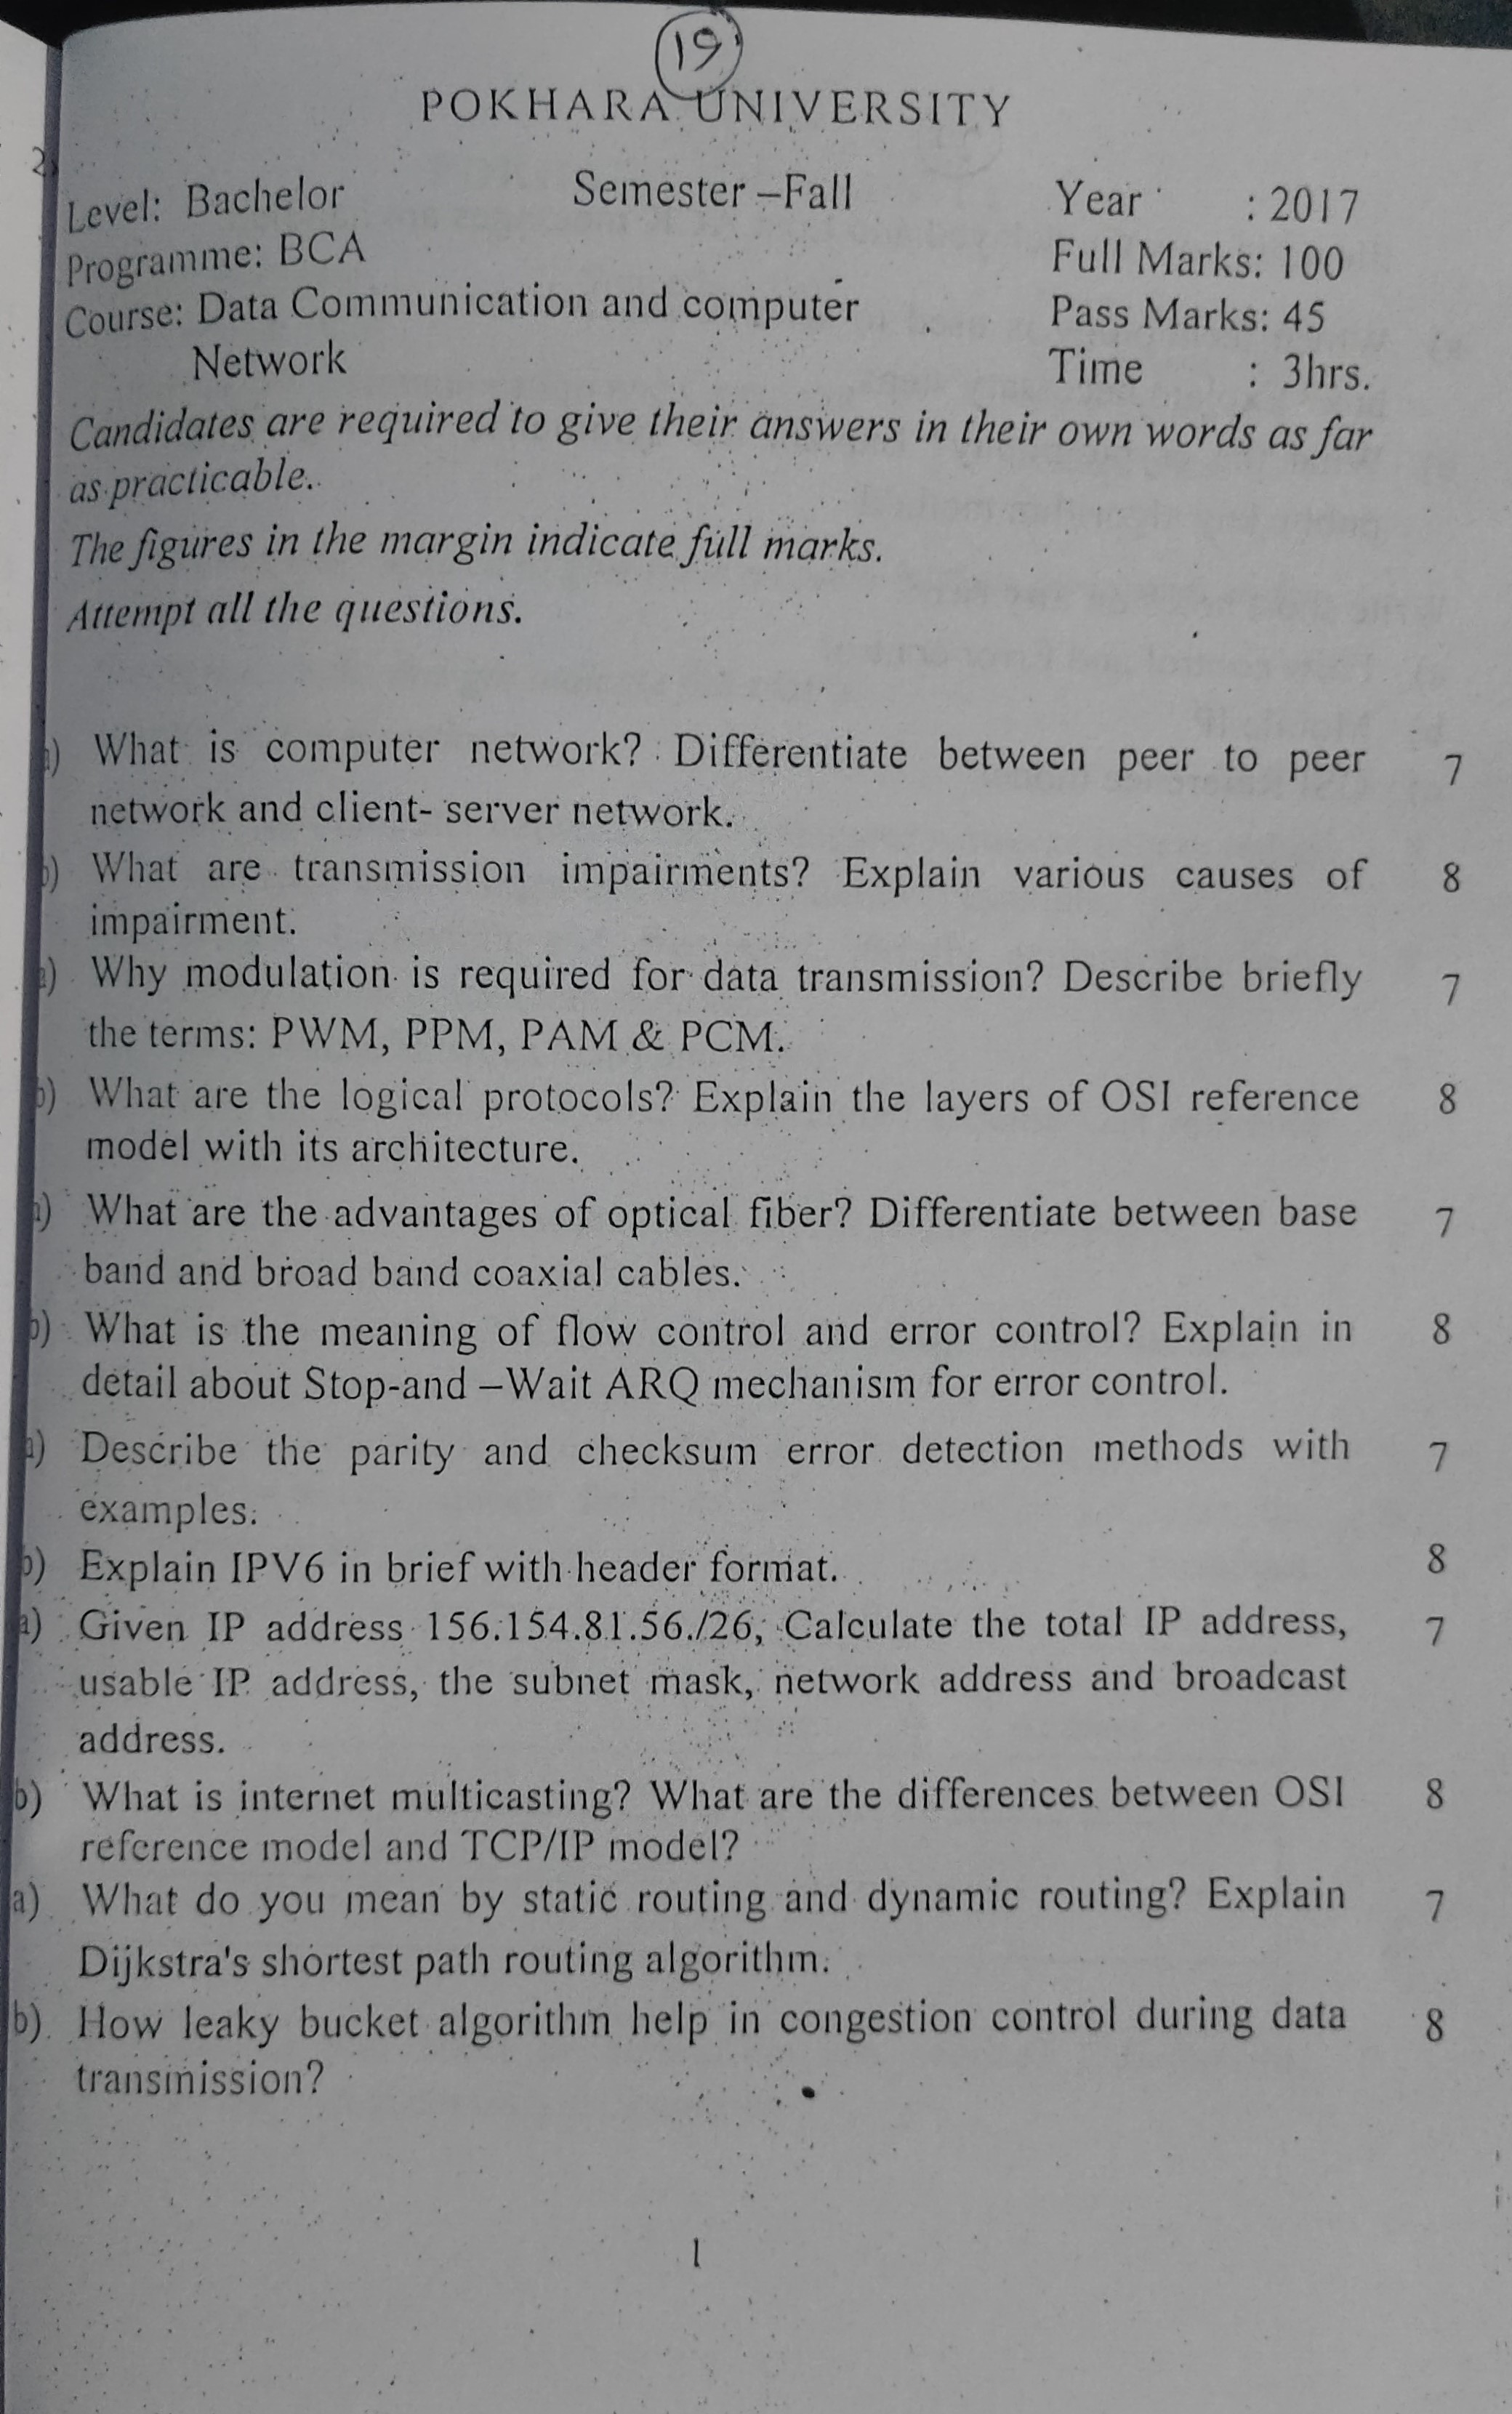 19
POKHARA UNIVERSITY
Level: Bachelor Semester –Fall Year : 2017
Programme: BCA Full Marks: 100
Course: Data Communication and computer Pass Marks: 45
Network Time : 3hrs.
Candidates are required to give their answers in their own words as far
as practicable.
The figures in the margin indicate full marks.
Attempt all the questions.
a) What is computer network? Differentiate between peer to peer 7
network and client- server network.
b) What are transmission impairments? Explain various causes of 8
impairment.
a) Why modulation is required for data transmission? Describe briefly 7
the terms: PWM, PPM, PAM & PCM.
b) What are the logical protocols? Explain the layers of OSI reference 8
model with its architecture.
a) What are the advantages of optical fiber? Differentiate between base 7
band and broad band coaxial cables.
b) What is the meaning of flow control and error control? Explain in 8
detail about Stop-and –Wait ARQ mechanism for error control.
a) Describe the parity and checksum error detection methods with 7
examples.
b) Explain IPV6 in brief with header format. 8
a) Given IP address 156.154.81.56./26, Calculate the total IP address, 7
usable IP address, the subnet mask, network address and broadcast
address.
b) What is internet multicasting? What are the differences between OSI 8
reference model and TCP/IP model?
a) What do you mean by static routing and dynamic routing? Explain 7
Dijkstra's shortest path routing algorithm.
b) How leaky bucket algorithm help in congestion control during data 8
transmission?
1